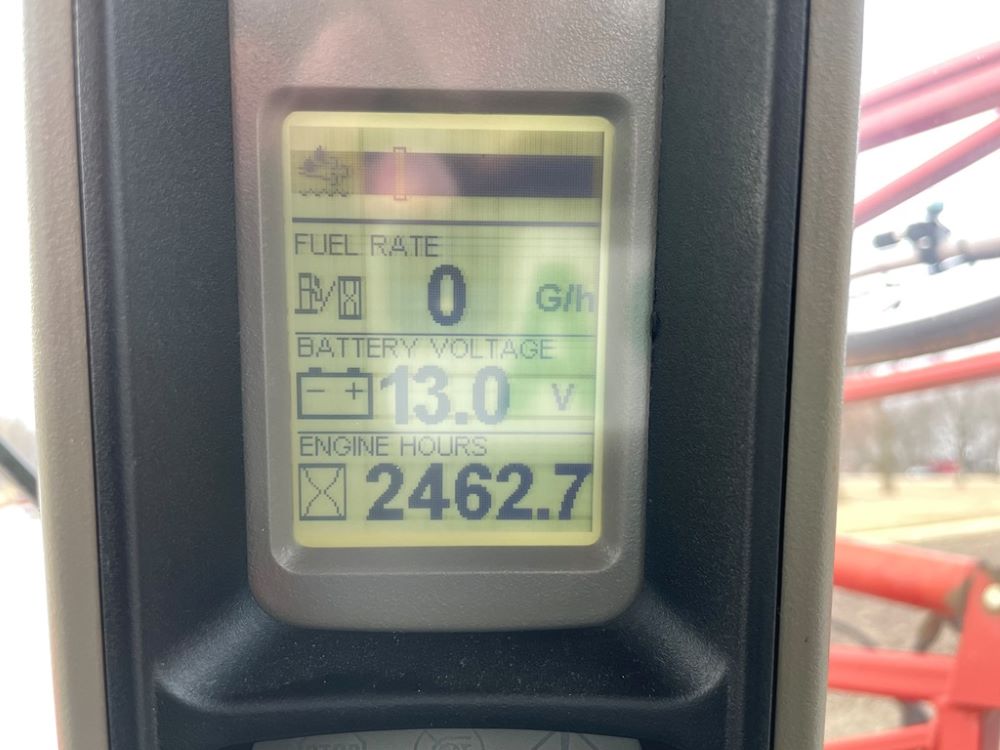 FUEL RATE
0 G/h
BATTERY VOLTAGE
- + 13.0 V
ENGINE HOURS
2462.7